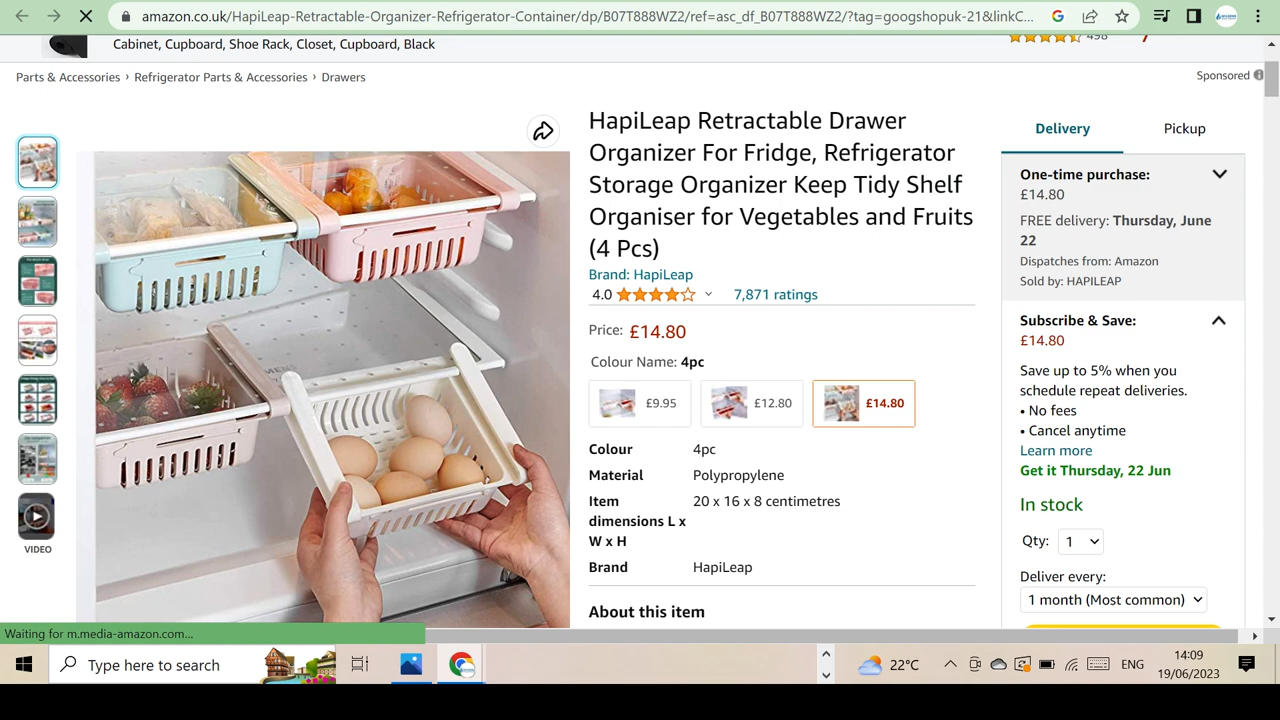 amazon.co.uk/HapiLeap-Retractable-Organizer-Refrigerator-Container/dp/B07T888WZ2/ref=asc_df_B07T888WZ2/?tag=googshopuk-21&linkC...
Cabinet, Cupboard, Shoe Rack, Closet, Cupboard, Black
498
Parts & Accessories › Refrigerator Parts & Accessories › Drawers
Sponsored
HapiLeap Retractable Drawer
Organizer For Fridge, Refrigerator
Storage Organizer Keep Tidy Shelf
Organiser for Vegetables and Fruits
(4 Pcs)
Brand: HapiLeap
4.0 7,871 ratings
Price: £14.80
Colour Name: 4pc
£9.95 £12.80 £14.80
Colour 4pc
Material Polypropylene
Item 20 x 16 x 8 centimetres
dimensions L x
W x H
Brand HapiLeap
About this item
VIDEO
Delivery Pickup
One-time purchase:
£14.80
FREE delivery: Thursday, June
22
Dispatches from: Amazon
Sold by: HAPILEAP
Subscribe & Save:
£14.80
Save up to 5% when you
schedule repeat deliveries.
• No fees
• Cancel anytime
Learn more
Get it Thursday, 22 Jun
In stock
Qty: 1
Deliver every:
1 month (Most common)
Waiting for m.media-amazon.com...
Type here to search
22°C
ENG
14:09
19/06/2023